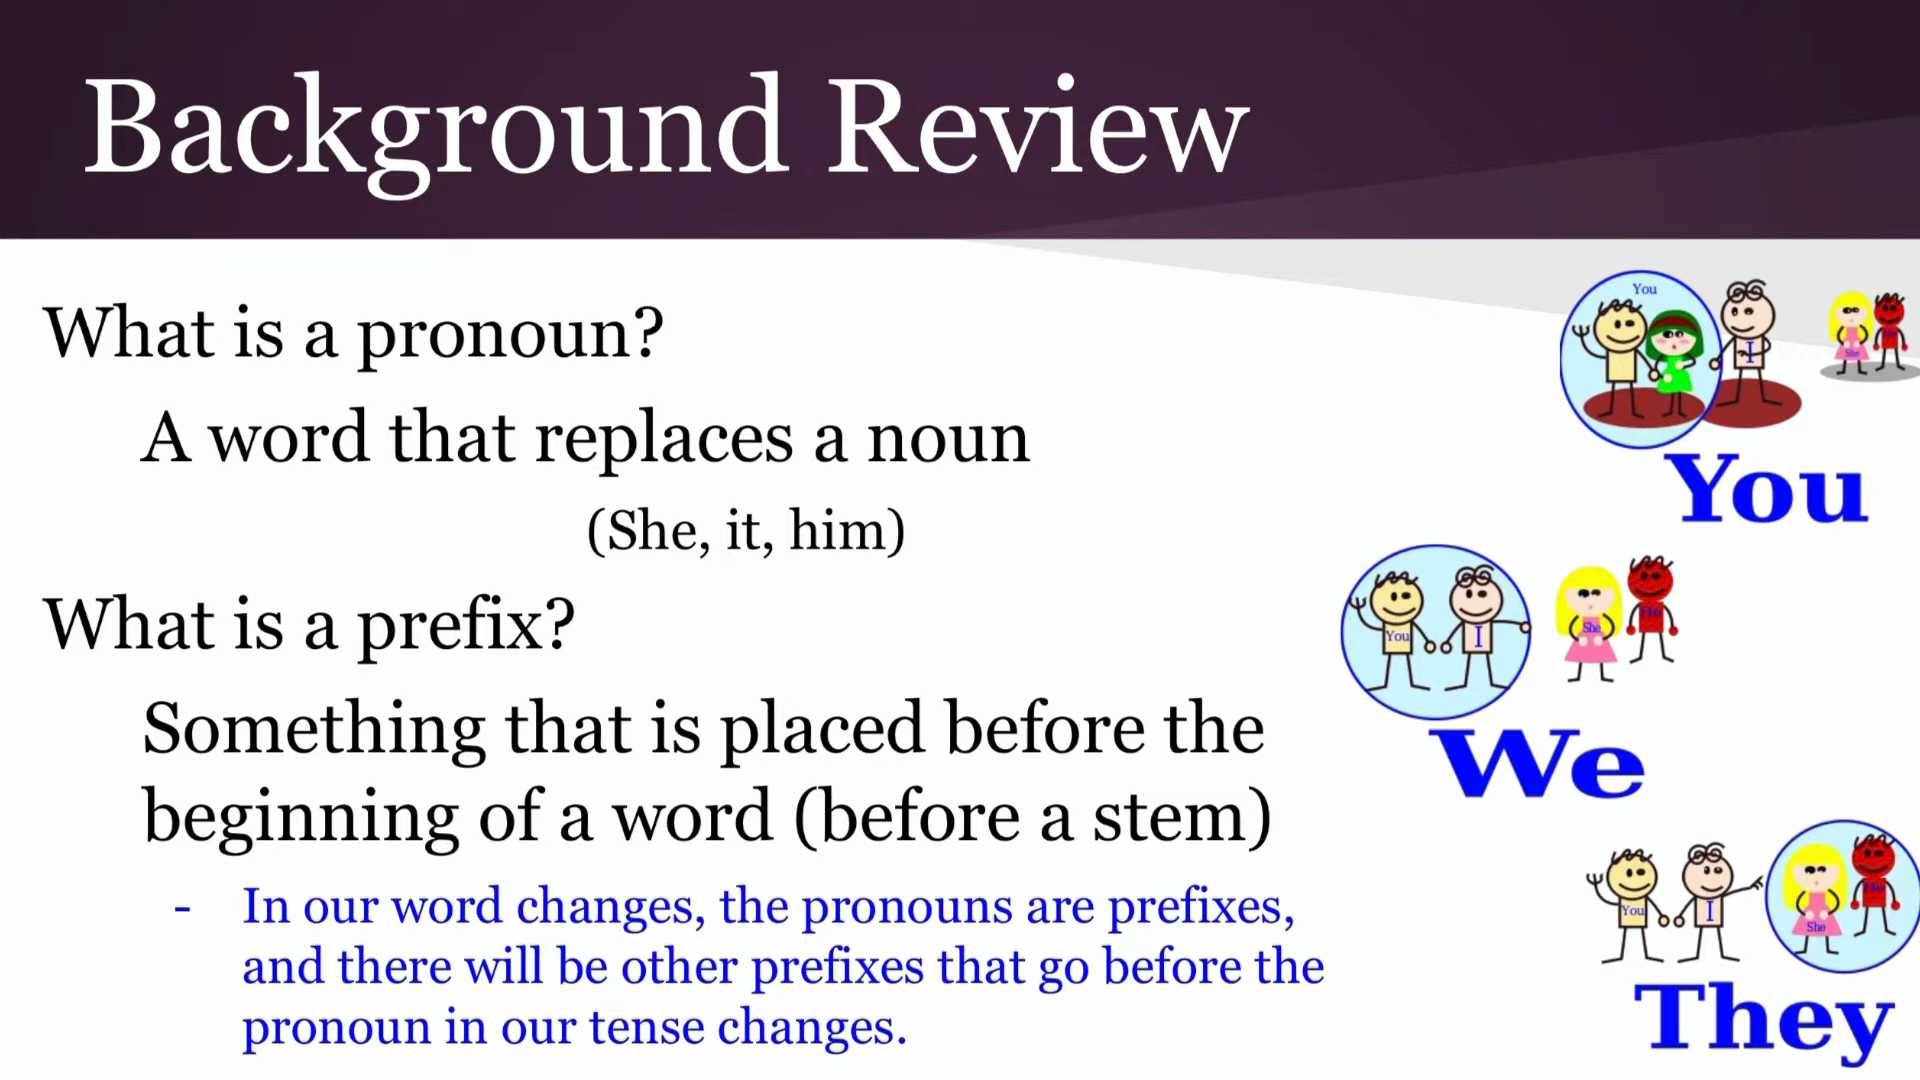 Background Review
What is a pronoun?
A word that replaces a noun
(She, it, him)
What is a prefix?
Something that is placed before the
beginning of a word (before a stem)
- In our word changes, the pronouns are prefixes,
and there will be other prefixes that go before the
pronoun in our tense changes.
You
I
She
You
You
I
She
He
We
You
I
She
He
They